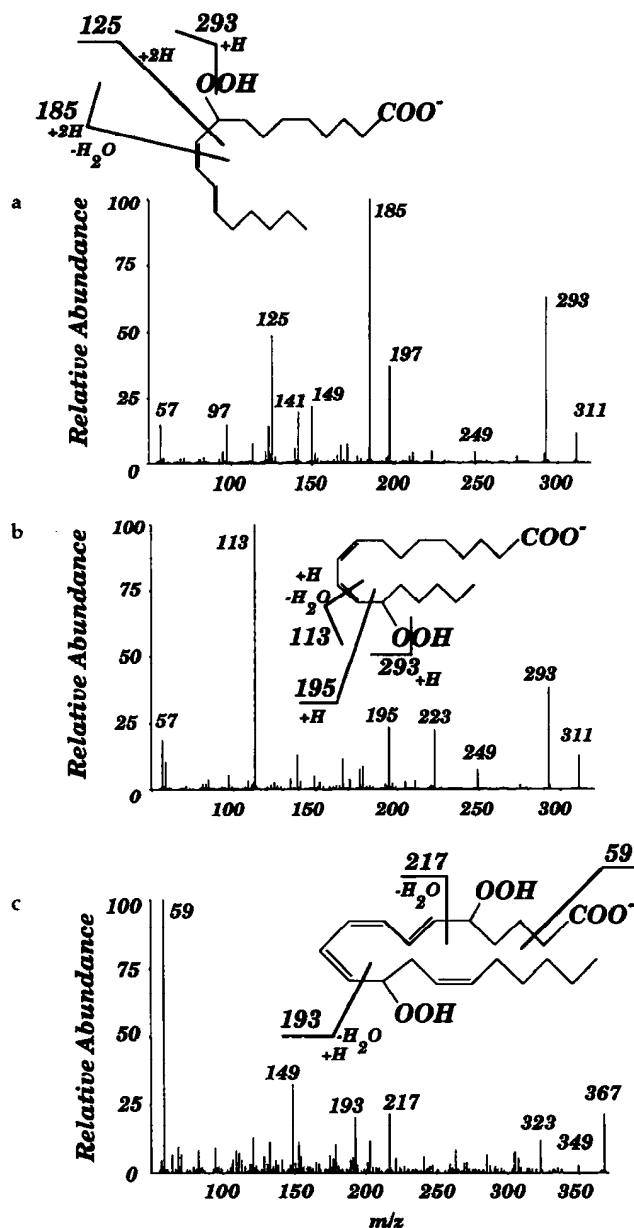 125
+2H
293
+H
OOH
COO-
185
+2H
-H2O
a
Relative Abundance
100
75
50
25
0
57
97
125
141
149
185
197
249
293
311
100
150
200
250
300
b
Relative Abundance
100
75
50
25
0
57
113
195
223
249
293
311
COO-
+H
-H2O
113
OOH
293
+H
195
+H
100
150
200
250
300
c
Relative Abundance
100
75
50
25
0
59
149
193
217
323
349
367
217
-H2O
OOH
59
COO-
193
-H2O
+H
OOH
100
150
200
250
300
350
m/z